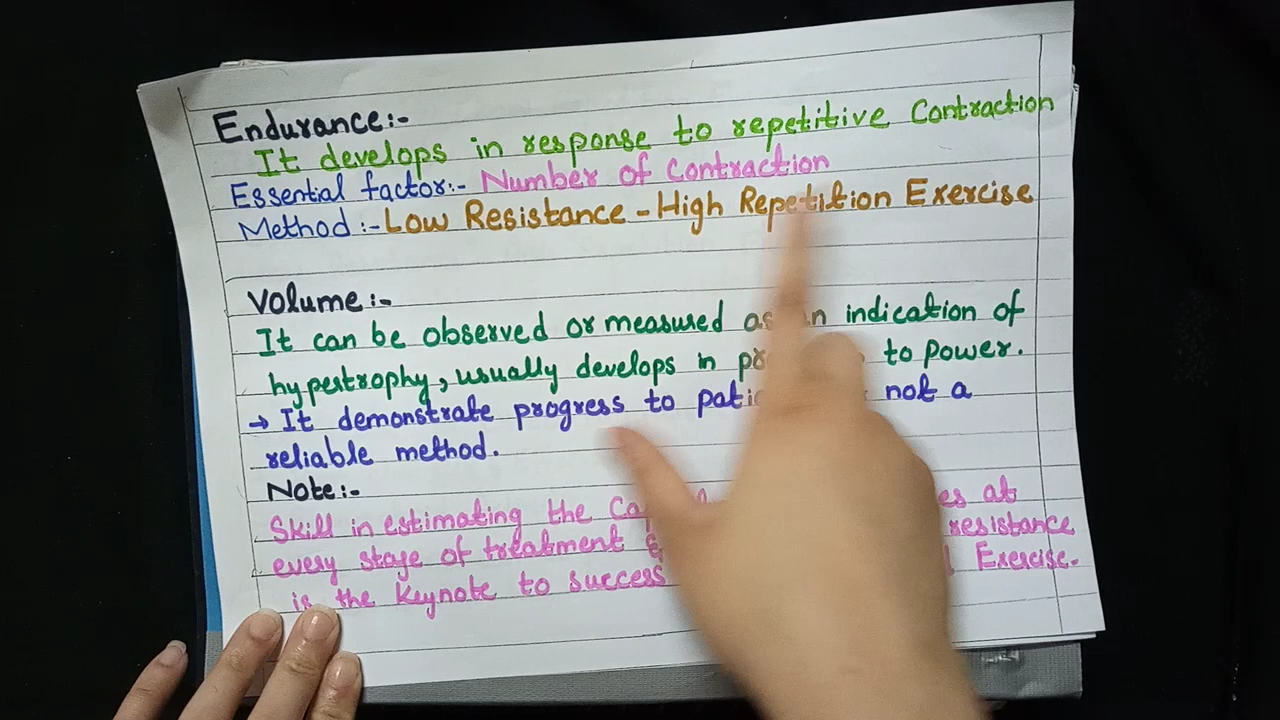 Endurance:-
It develops in response to repetitive Contraction
Essential factor:- Number of contraction
Method:- Low Resistance - High Repetition Exercise
Volume:-
It can be observed or measured as an indication of
hypertrophy, usually develops in to power.
→ It demonstrate progress to not a
reliable method.
Note:-
Skill in estimating the at
every stage of treatment resistance
is the Keynote to success Exercise.